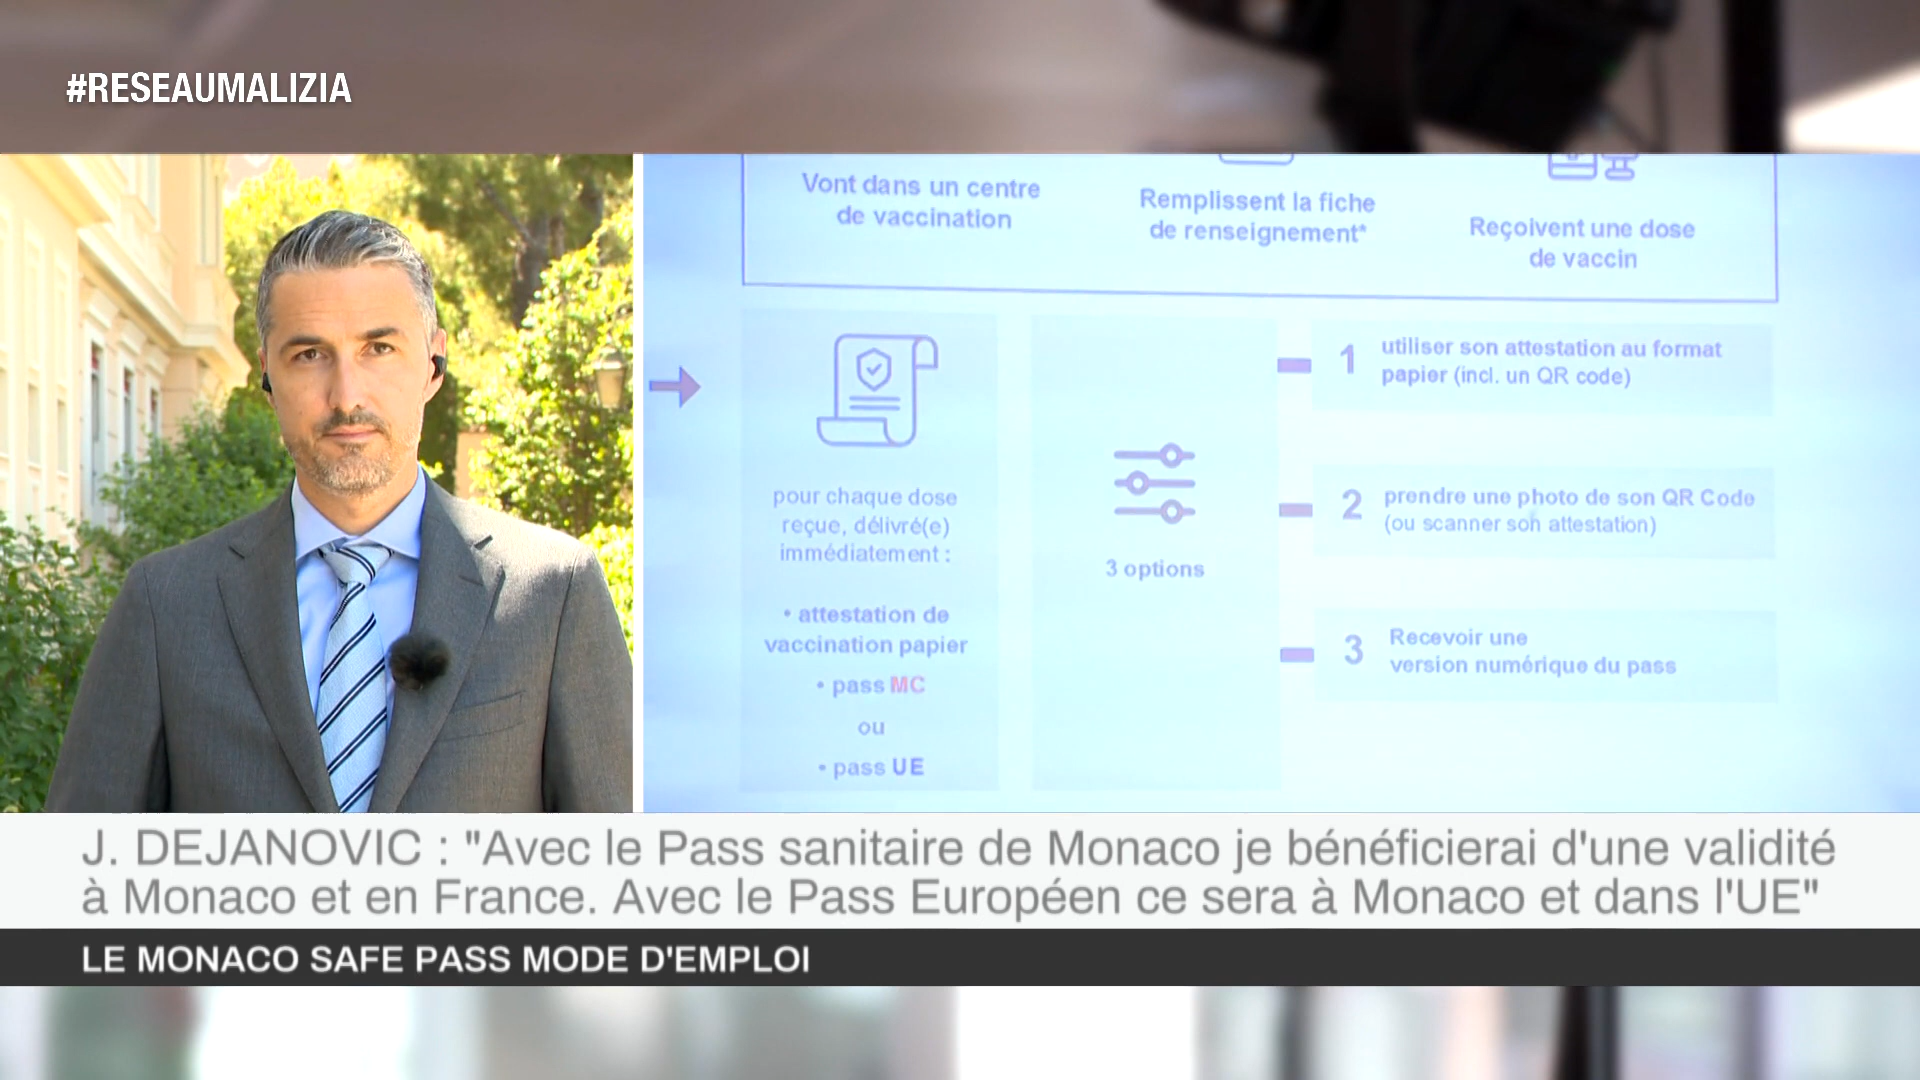 #RESEAUMALIZIA
Vont dans un centre
de vaccination
Remplissent la fiche
de renseignement*
Reçoivent une dose
de vaccin
pour chaque dose
reçue, délivré(e)
immédiatement :
• attestation de
vaccination papier
• pass MC
ou
• pass UE
3 options
1 utiliser son attestation au format
papier (incl. un QR code)
2 prendre une photo de son QR Code
(ou scanner son attestation)
3 Recevoir une
version numérique du pass
J. DEJANOVIC : "Avec le Pass sanitaire de Monaco je bénéficierai d'une validité
à Monaco et en France. Avec le Pass Européen ce sera à Monaco et dans l'UE"
LE MONACO SAFE PASS MODE D'EMPLOI